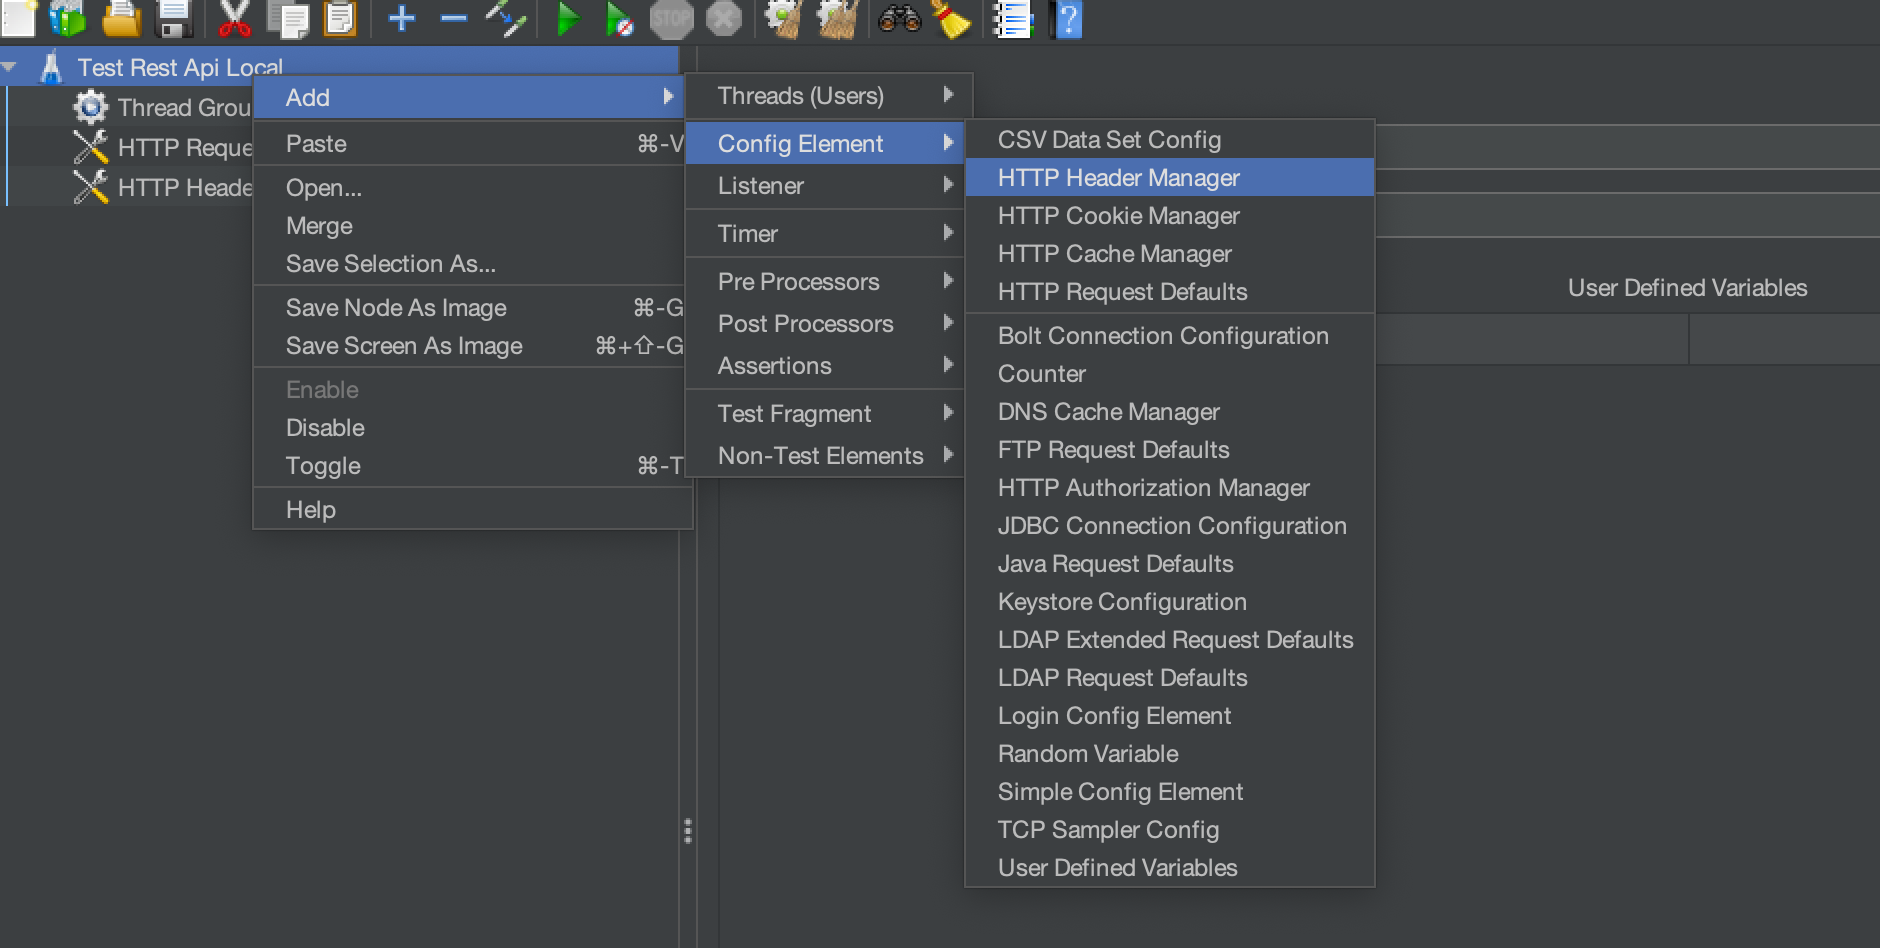 STOP
?
Test Rest Api Local
Thread Grou
HTTP Reque
HTTP Heade
Add
Paste ⌘-V
Open...
Merge
Save Selection As...
Save Node As Image ⌘-G
Save Screen As Image ⌘+⇧-G
Enable
Disable
Toggle ⌘-T
Help
Threads (Users)
Config Element
Listener
Timer
Pre Processors
Post Processors
Assertions
Test Fragment
Non-Test Elements
CSV Data Set Config
HTTP Header Manager
HTTP Cookie Manager
HTTP Cache Manager
HTTP Request Defaults
Bolt Connection Configuration
Counter
DNS Cache Manager
FTP Request Defaults
HTTP Authorization Manager
JDBC Connection Configuration
Java Request Defaults
Keystore Configuration
LDAP Extended Request Defaults
LDAP Request Defaults
Login Config Element
Random Variable
Simple Config Element
TCP Sampler Config
User Defined Variables
User Defined Variables